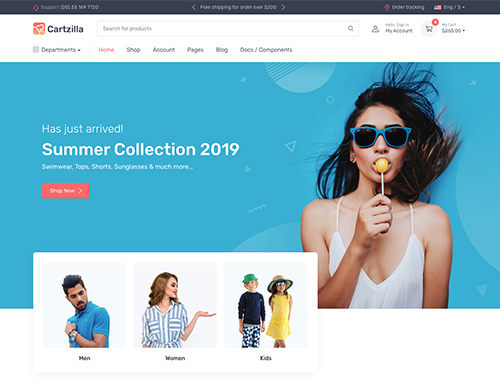 Support (00) 33 169 7720
Free shipping for order over $200
Order tracking
Eng / $
Cartzilla
Search for products
Hello, Sign in
My Account
4
My Cart
$265.00
Departments
Home
Shop
Account
Pages
Blog
Docs / Components
Has just arrived!
Summer Collection 2019
Swimwear, Tops, Shorts, Sunglasses & much more...
Shop Now
Men
Women
Kids